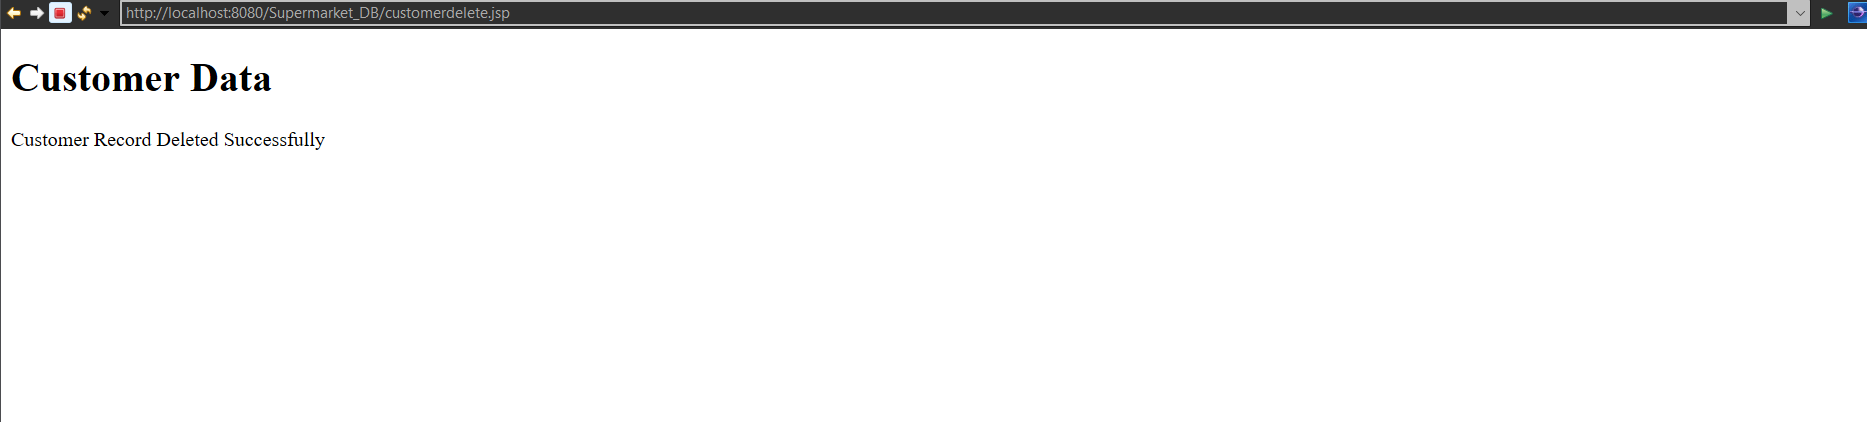 http://localhost:8080/Supermarket_DB/customerdelete.jsp
Customer Data
Customer Record Deleted Successfully